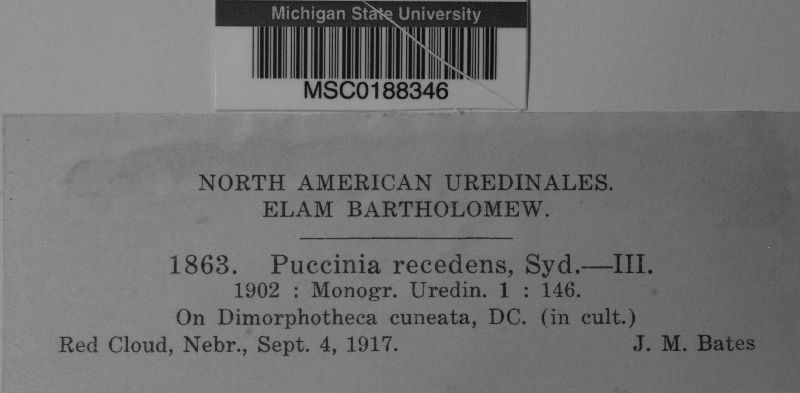 Michigan State University
MSC0188346
NORTH AMERICAN UREDINALES.
ELAM BARTHOLOMEW.
1863. Puccinia recedens, Syd.—III.
1902 : Monogr. Uredin. 1 : 146.
On Dimorphotheca cuneata, DC. (in cult.)
Red Cloud, Nebr., Sept. 4, 1917. J. M. Bates